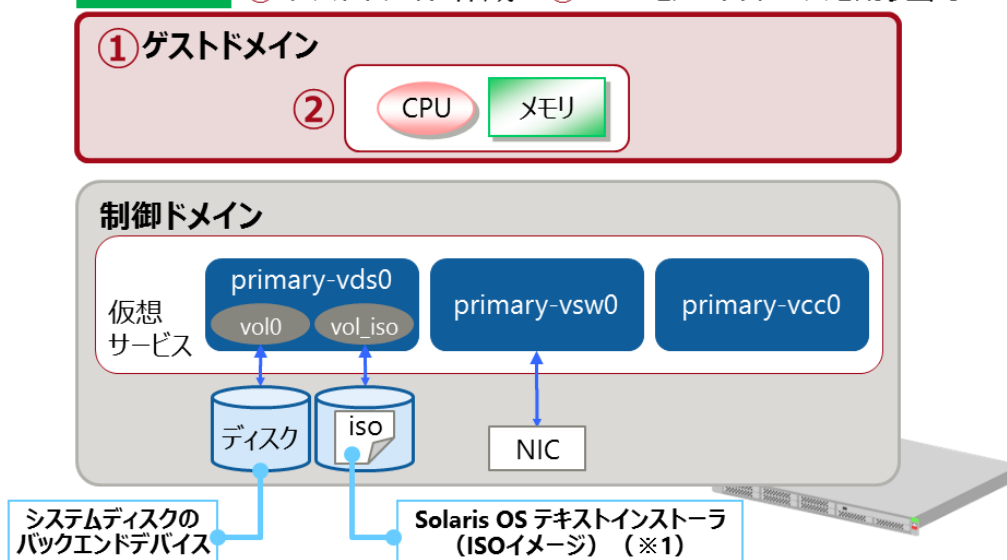 ①ゲストドメイン
②
CPU
メモリ
制御ドメイン
仮想
サービス
primary-vds0
vol0
vol_iso
primary-vsw0
primary-vcc0
ディスク
iso
NIC
システムディスクの
バックエンドデバイス
Solaris OS テキストインストーラ
（ISOイメージ）（※1）